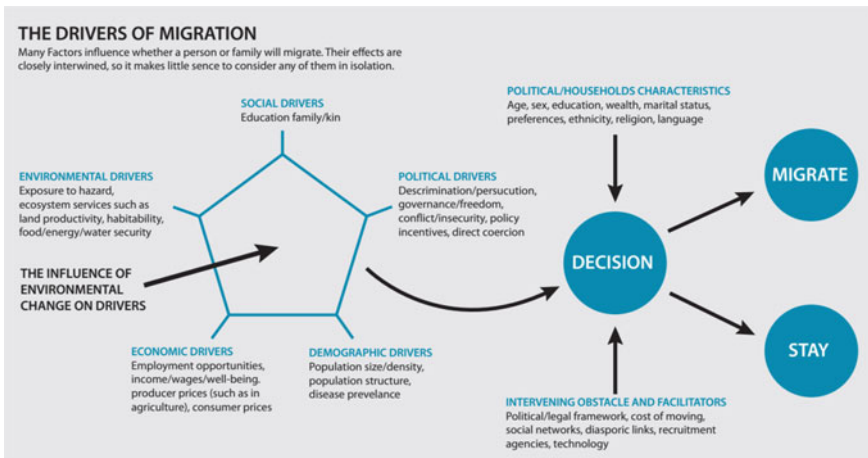 THE DRIVERS OF MIGRATION
Many Factors influence whether a person or family will migrate. Their effects are
closely interwined, so it makes little sence to consider any of them in isolation.
SOCIAL DRIVERS
Education family/kin
ENVIRONMENTAL DRIVERS
Exposure to hazard,
ecosystem services such as
land productivity, habitability,
food/energy/water security
POLITICAL DRIVERS
Descrimination/persucution,
governance/freedom,
conflict/insecurity, policy
incentives, direct coercion
THE INFLUENCE OF
ENVIRONMENTAL
CHANGE ON DRIVERS
ECONOMIC DRIVERS
Employment opportunities,
income/wages/well-being.
producer prices (such as in
agriculture), consumer prices
DEMOGRAPHIC DRIVERS
Population size/density,
population structure,
disease prevelance
POLITICAL/HOUSEHOLDS CHARACTERISTICS
Age, sex, education, wealth, marital status,
preferences, ethnicity, religion, language
DECISION
MIGRATE
STAY
INTERVENING OBSTACLE AND FACILITATORS
Political/legal framework, cost of moving,
social networks, diasporic links, recruitment
agencies, technology